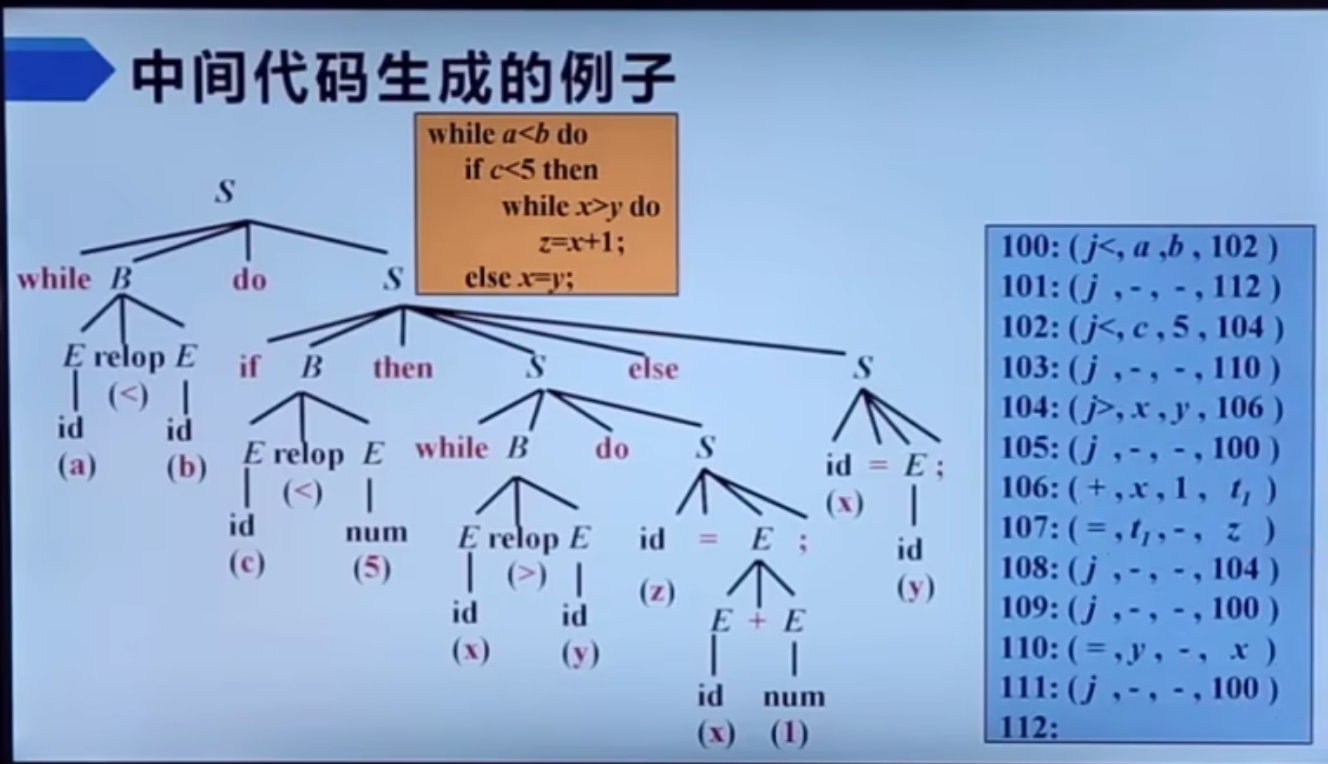 中间代码生成的例子
while a<b do
if c<5 then
while x>y do
z=x+1;
else x=y;
S
while B do S
E relop E
(<)
id id
(a) (b)
if B then S else S
E relop E
(<)
id num
(c) (5)
while B do S
id = E ;
(x)
id
(y)
E relop E
(>)
id id
(x) (y)
id = E ;
(z)
E + E
id num
(x) (1)
100: (j<, a ,b , 102 )
101: (j , - , - , 112 )
102: (j<, c , 5 , 104 )
103: (j , - , - , 110 )
104: (j>, x , y , 106 )
105: (j , - , - , 100 )
106: ( + , x , 1 , t1 )
107: ( = , t1 , - , z )
108: (j , - , - , 104 )
109: (j , - , - , 100 )
110: ( = , y , - , x )
111: (j , - , - , 100 )
112: